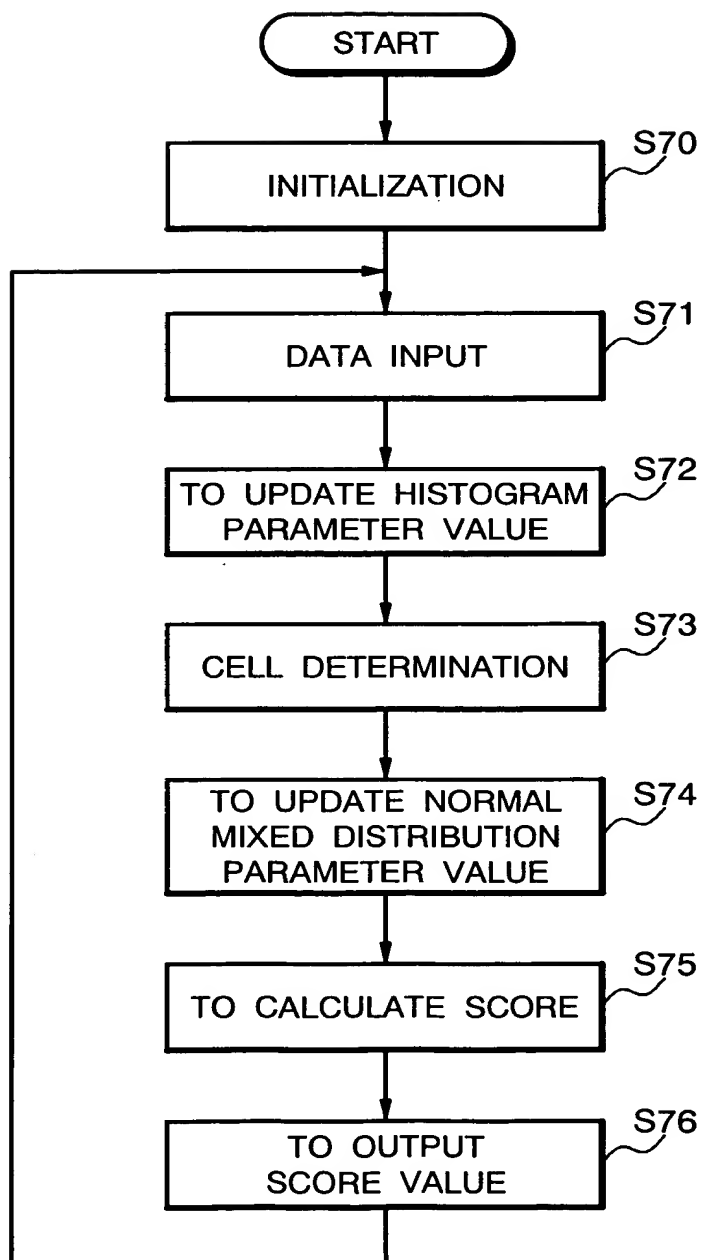 START
S70
INITIALIZATION
S71
DATA INPUT
S72
TO UPDATE HISTOGRAM
PARAMETER VALUE
S73
CELL DETERMINATION
S74
TO UPDATE NORMAL
MIXED DISTRIBUTION
PARAMETER VALUE
S75
TO CALCULATE SCORE
S76
TO OUTPUT
SCORE VALUE